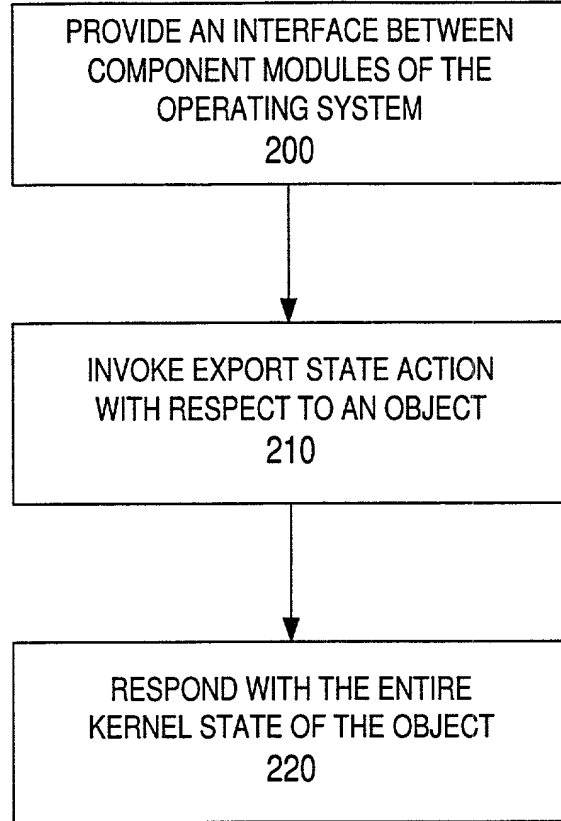 PROVIDE AN INTERFACE BETWEEN
COMPONENT MODULES OF THE
OPERATING SYSTEM
200
INVOKE EXPORT STATE ACTION
WITH RESPECT TO AN OBJECT
210
RESPOND WITH THE ENTIRE
KERNEL STATE OF THE OBJECT
220